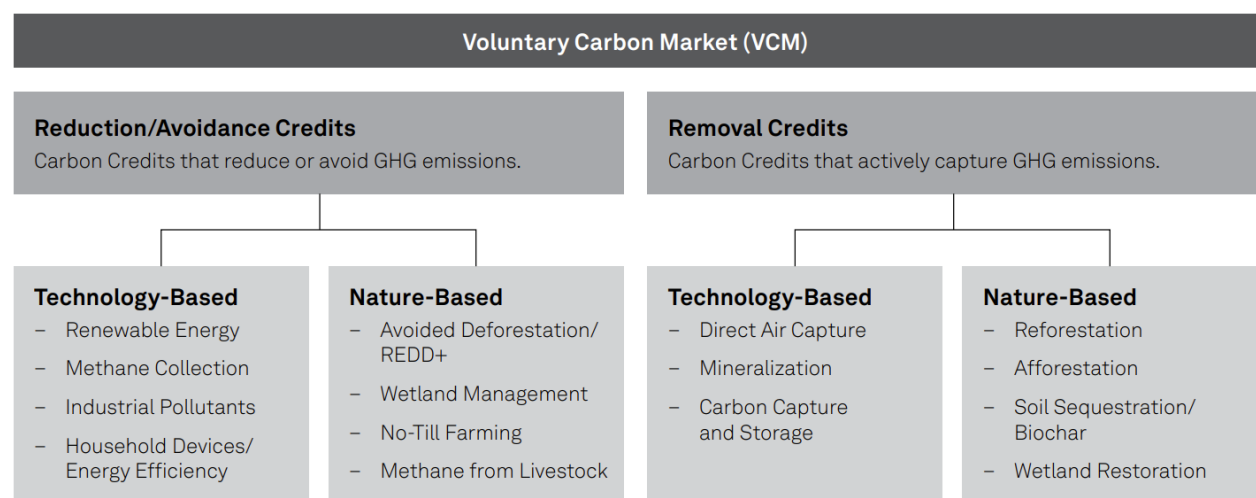 Voluntary Carbon Market (VCM)
Reduction/Avoidance Credits
Carbon Credits that reduce or avoid GHG emissions.
Removal Credits
Carbon Credits that actively capture GHG emissions.
Technology-Based
– Renewable Energy
– Methane Collection
– Industrial Pollutants
– Household Devices/
Energy Efficiency
Nature-Based
– Avoided Deforestation/
REDD+
– Wetland Management
– No-Till Farming
– Methane from Livestock
Technology-Based
– Direct Air Capture
– Mineralization
– Carbon Capture
and Storage
Nature-Based
– Reforestation
– Afforestation
– Soil Sequestration/
Biochar
– Wetland Restoration